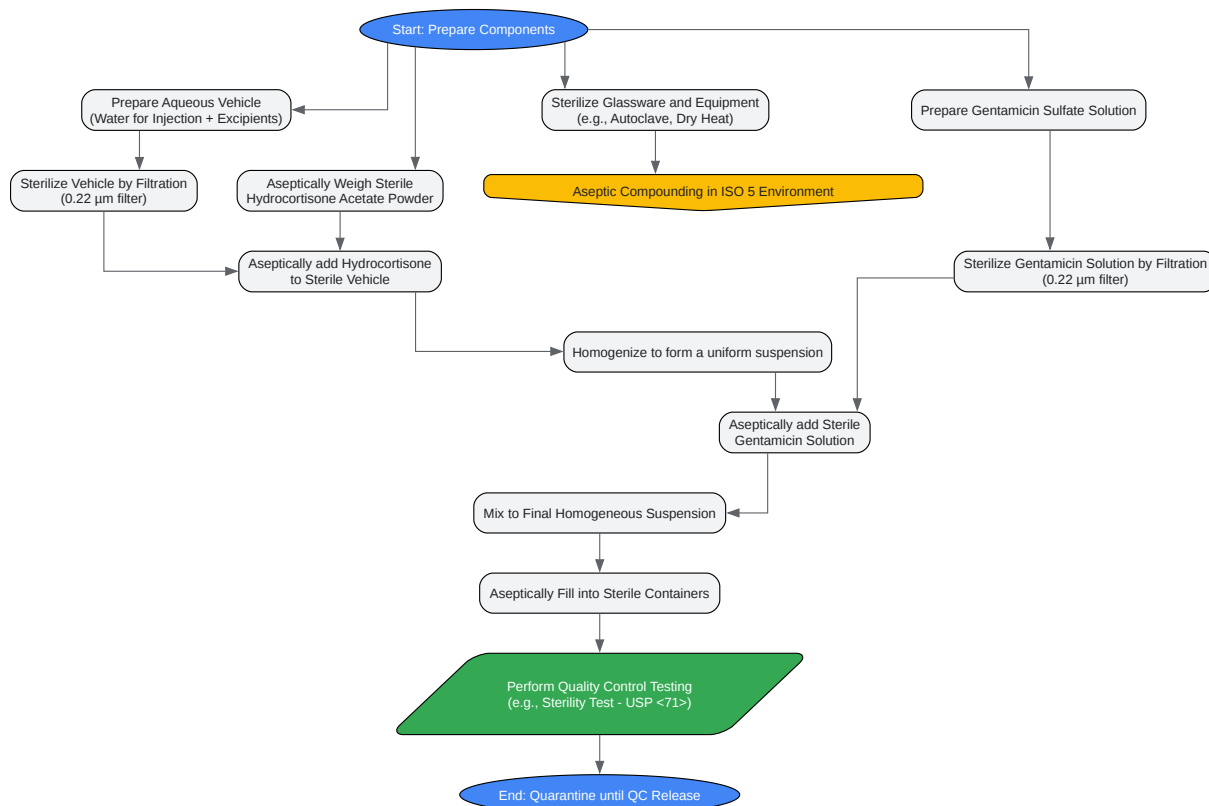 Start: Prepare Components
Prepare Aqueous Vehicle
(Water for Injection + Excipients)
Sterilize Glassware and Equipment
(e.g., Autoclave, Dry Heat)
Prepare Gentamicin Sulfate Solution
Sterilize Vehicle by Filtration
(0.22 µm filter)
Aseptically Weigh Sterile
Hydrocortisone Acetate Powder
Aseptic Compounding in ISO 5 Environment
Aseptically add Hydrocortisone
to Sterile Vehicle
Sterilize Gentamicin Solution by Filtration
(0.22 µm filter)
Homogenize to form a uniform suspension
Aseptically add Sterile
Gentamicin Solution
Mix to Final Homogeneous Suspension
Aseptically Fill into Sterile Containers
Perform Quality Control Testing
(e.g., Sterility Test - USP <71>)
End: Quarantine until QC Release